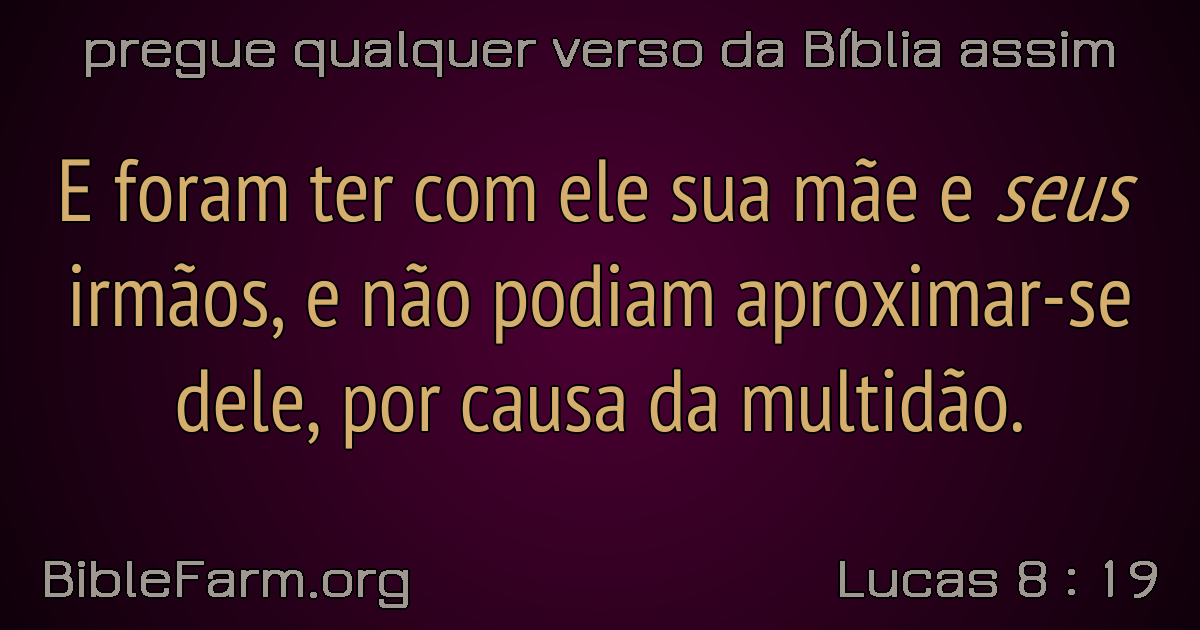 pregue qualquer verso da Bíblia assim
E foram ter com ele sua mãe e seus
irmãos, e não podiam aproximar-se
dele, por causa da multidão.
BibleFarm.org
Lucas 8 : 19